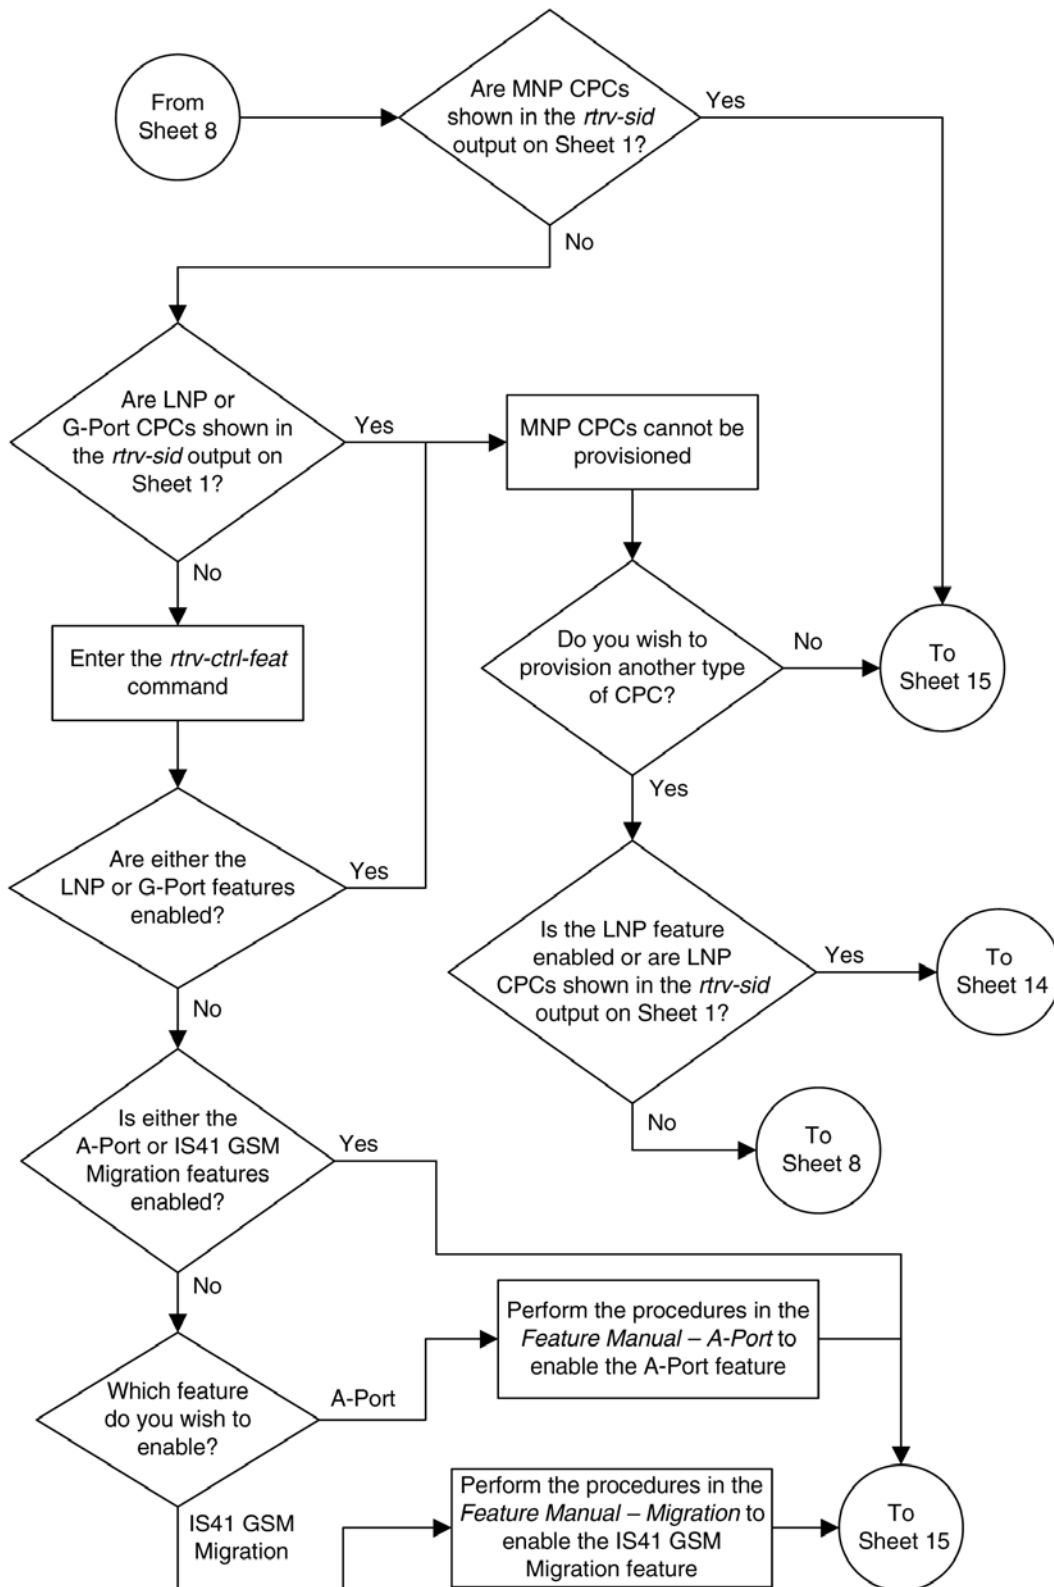 From
Sheet 8
Are MNP CPCs
shown in the rtrv-sid
output on Sheet 1?
Yes
No
Are LNP or
G-Port CPCs shown in
the rtrv-sid output on
Sheet 1?
Yes
MNP CPCs cannot be
provisioned
No
Enter the rtrv-ctrl-feat
command
Do you wish to
provision another type
of CPC?
No
To
Sheet 15
Yes
Are either the
LNP or G-Port features
enabled?
Yes
Is the LNP feature
enabled or are LNP
CPCs shown in the rtrv-sid
output on Sheet 1?
Yes
To
Sheet 14
No
No
To
Sheet 8
Is either the
A-Port or IS41 GSM
Migration features
enabled?
Yes
No
Perform the procedures in the
Feature Manual – A-Port to
enable the A-Port feature
Which feature
do you wish to
enable?
A-Port
IS41 GSM
Migration
Perform the procedures in the
Feature Manual – Migration to
enable the IS41 GSM
Migration feature
To
Sheet 15